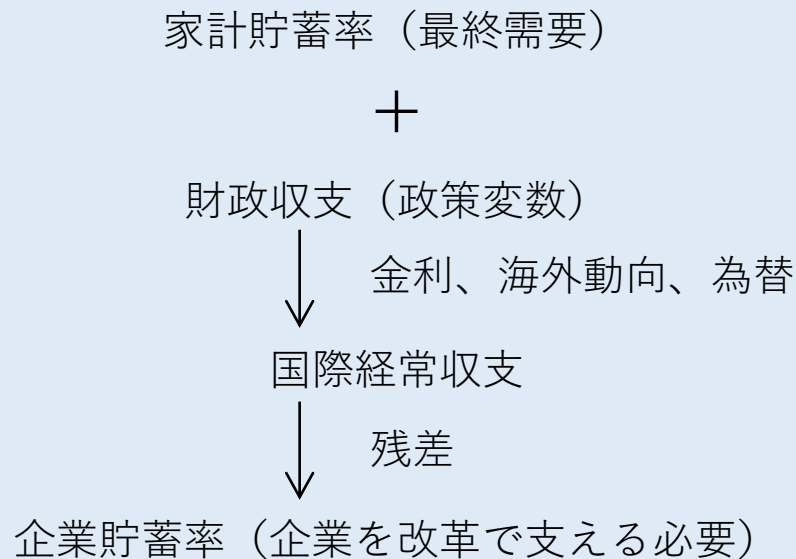 家計貯蓄率（最終需要）
＋
財政収支（政策変数）
金利、海外動向、為替
国際経常収支
残差
企業貯蓄率（企業を改革で支える必要）